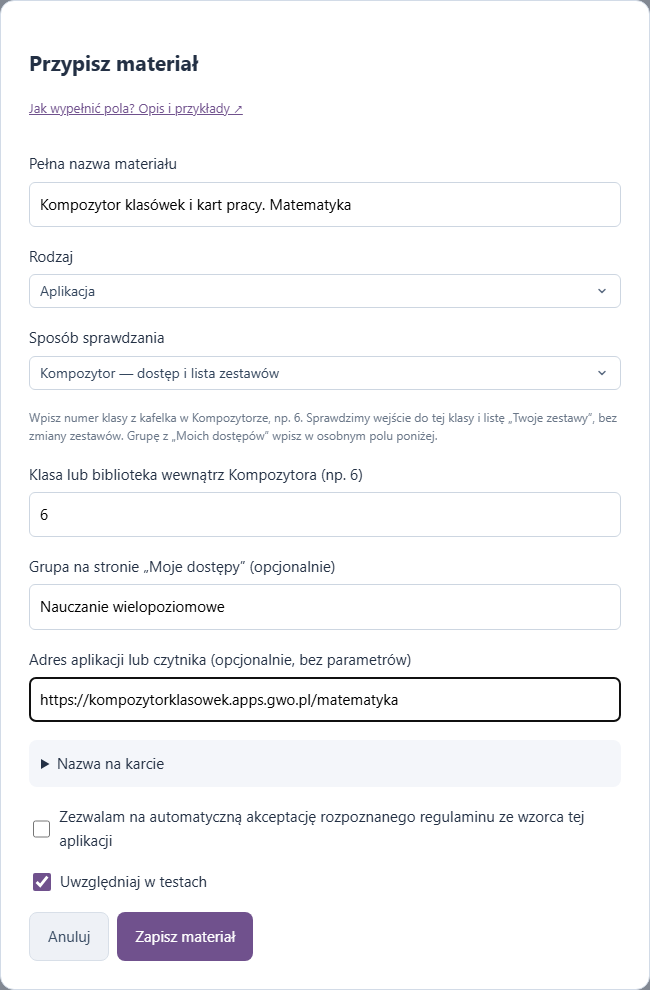 Przypisz materiał
Jak wypełnić pola? Opis i przykłady ↗
Pełna nazwa materiału
Kompozytor klasówek i kart pracy. Matematyka
Rodzaj
Aplikacja
Sposób sprawdzania
Kompozytor — dostęp i lista zestawów
Wpisz numer klasy z kafelka w Kompozytorze, np. 6. Sprawdzimy wejście do tej klasy i listę „Twoje zestawy”, bez
zmiany zestawów. Grupę z „Moich dostępów” wpisz w osobnym polu poniżej.
Klasa lub biblioteka wewnątrz Kompozytora (np. 6)
6
Grupa na stronie „Moje dostępy” (opcjonalnie)
Nauczanie wielopoziomowe
Adres aplikacji lub czytnika (opcjonalnie, bez parametrów)
https://kompozytorklasowek.apps.gwo.pl/matematyka
Nazwa na karcie
Zezwalam na automatyczną akceptację rozpoznanego regulaminu ze wzorca tej
aplikacji
Uwzględniaj w testach
Anuluj
Zapisz materiał